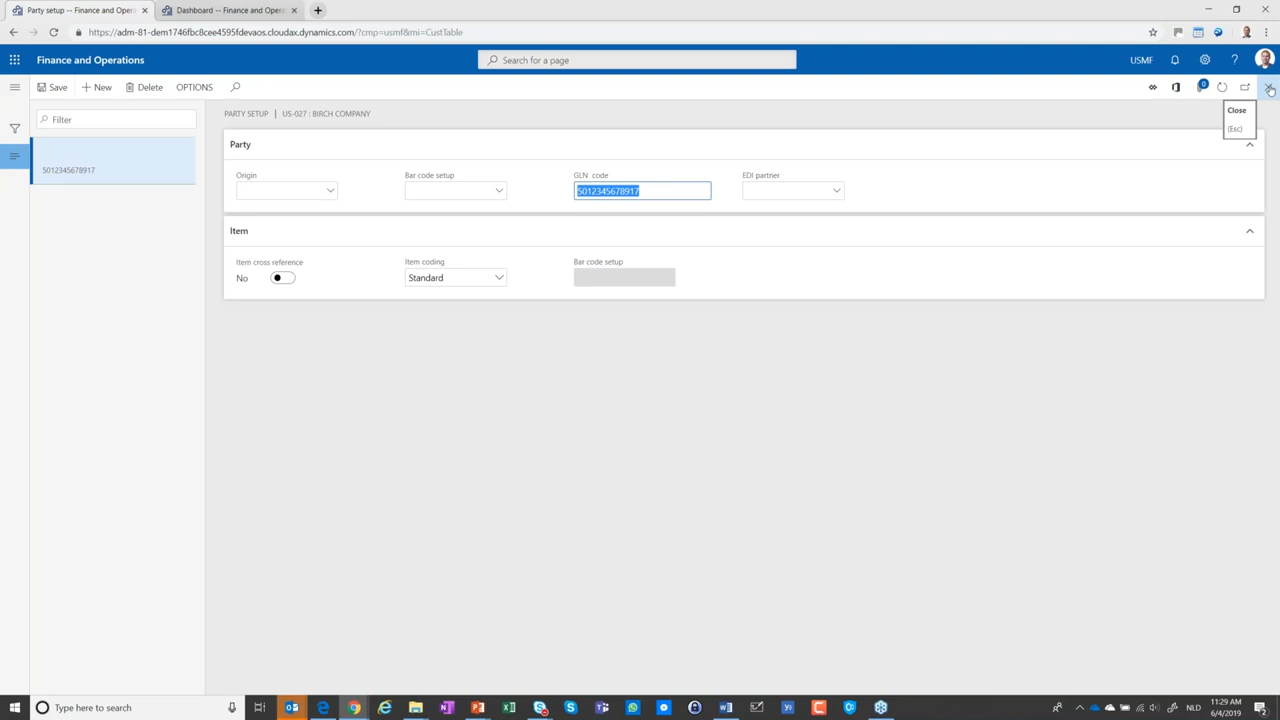 Party setup -- Finance and Opera
Dashboard -- Finance and Opera
https://adm-81-dem1746fbc8cee4595fdevaos.cloudax.dynamics.com/?cmp=usmf&mi=CustTable
Finance and Operations
Search for a page
USMF
Save
New
Delete
OPTIONS
0
Close
(Esc)
Filter
5012345678917
PARTY SETUP | US-027 : BIRCH COMPANY
Party
Origin
Bar code setup
GLN code
EDI partner
5012345678917
Item
Item cross reference
Item coding
Bar code setup
No
Standard
Type here to search
NLD
11:29 AM
6/4/2019